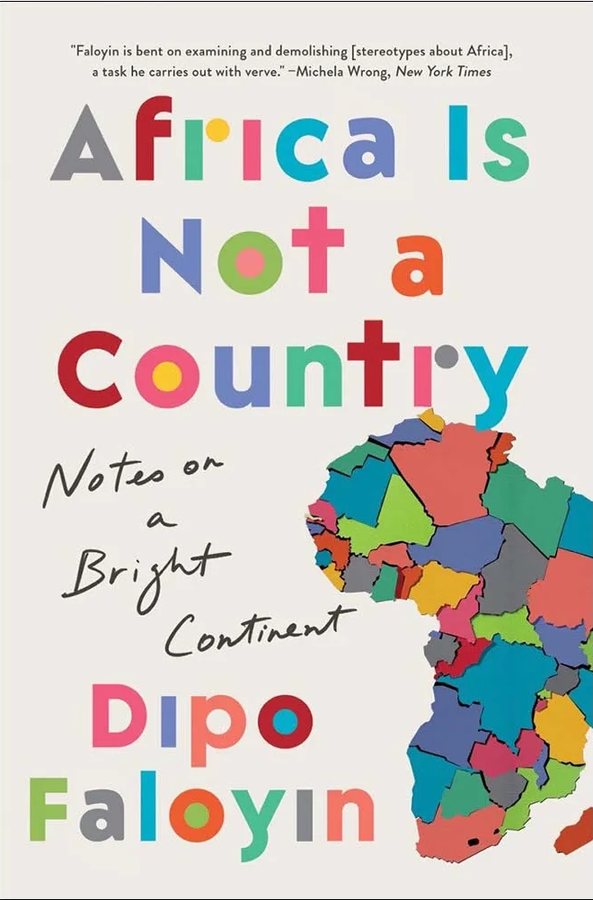 "Faloyin is bent on examining and demolishing [stereotypes about Africa],
a task he carries out with verve." –Michela Wrong, New York Times
Africa Is
Not a
Country
Notes on
a
Bright
Continent
Dipo
Faloyin